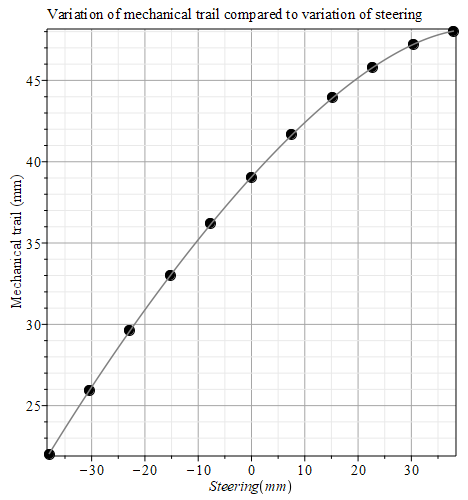 Variation of mechanical trail compared to variation of steering
Mechanical trail (mm)
45
40
35
30
25
−30 −20 −10 0 10 20 30
Steering(mm)